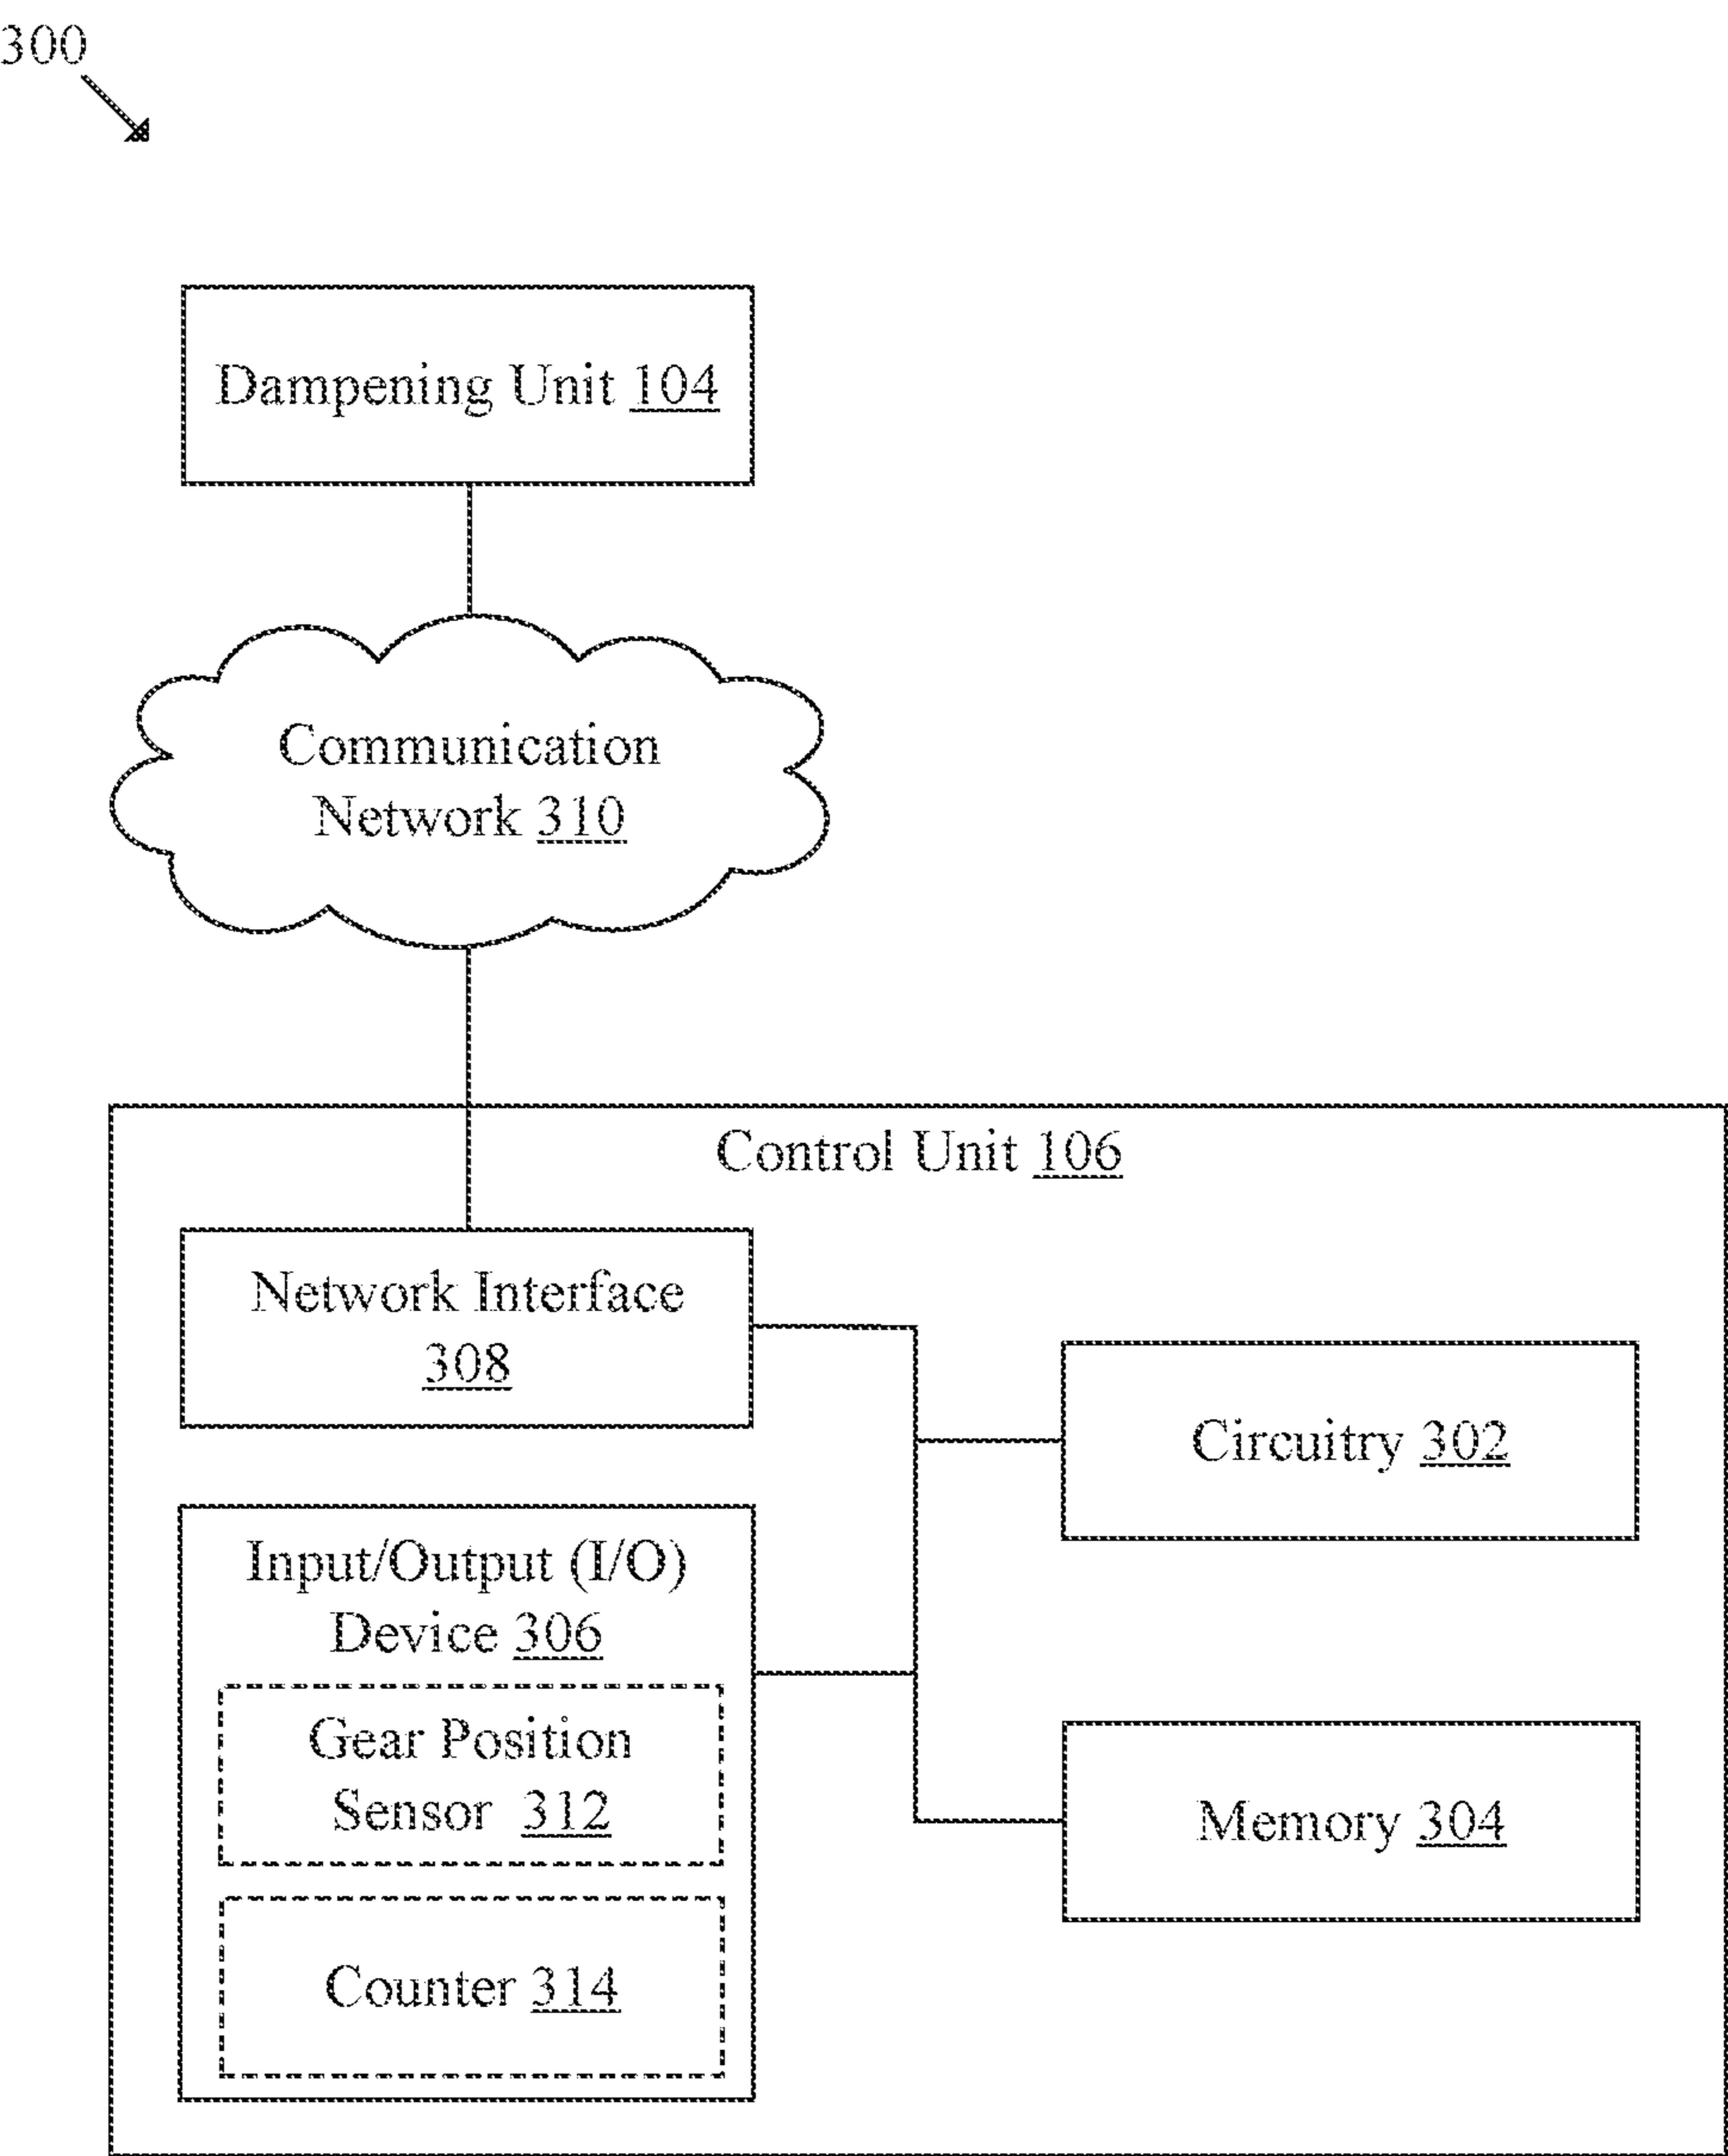 300
Dampening Unit 104
Communication
Network 310
Control Unit 106
Network Interface
308
Circuitry 302
Input/Output (I/O)
Device 306
Gear Position
Sensor 312
Memory 304
Counter 314